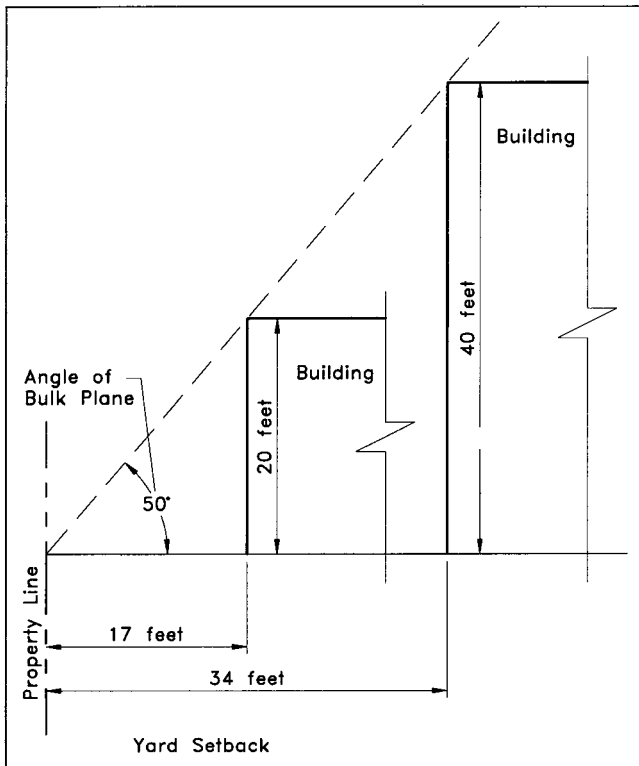 Building
40 feet
Building
20 feet
Angle of
Bulk Plane
50°
Property Line
17 feet
34 feet
Yard Setback